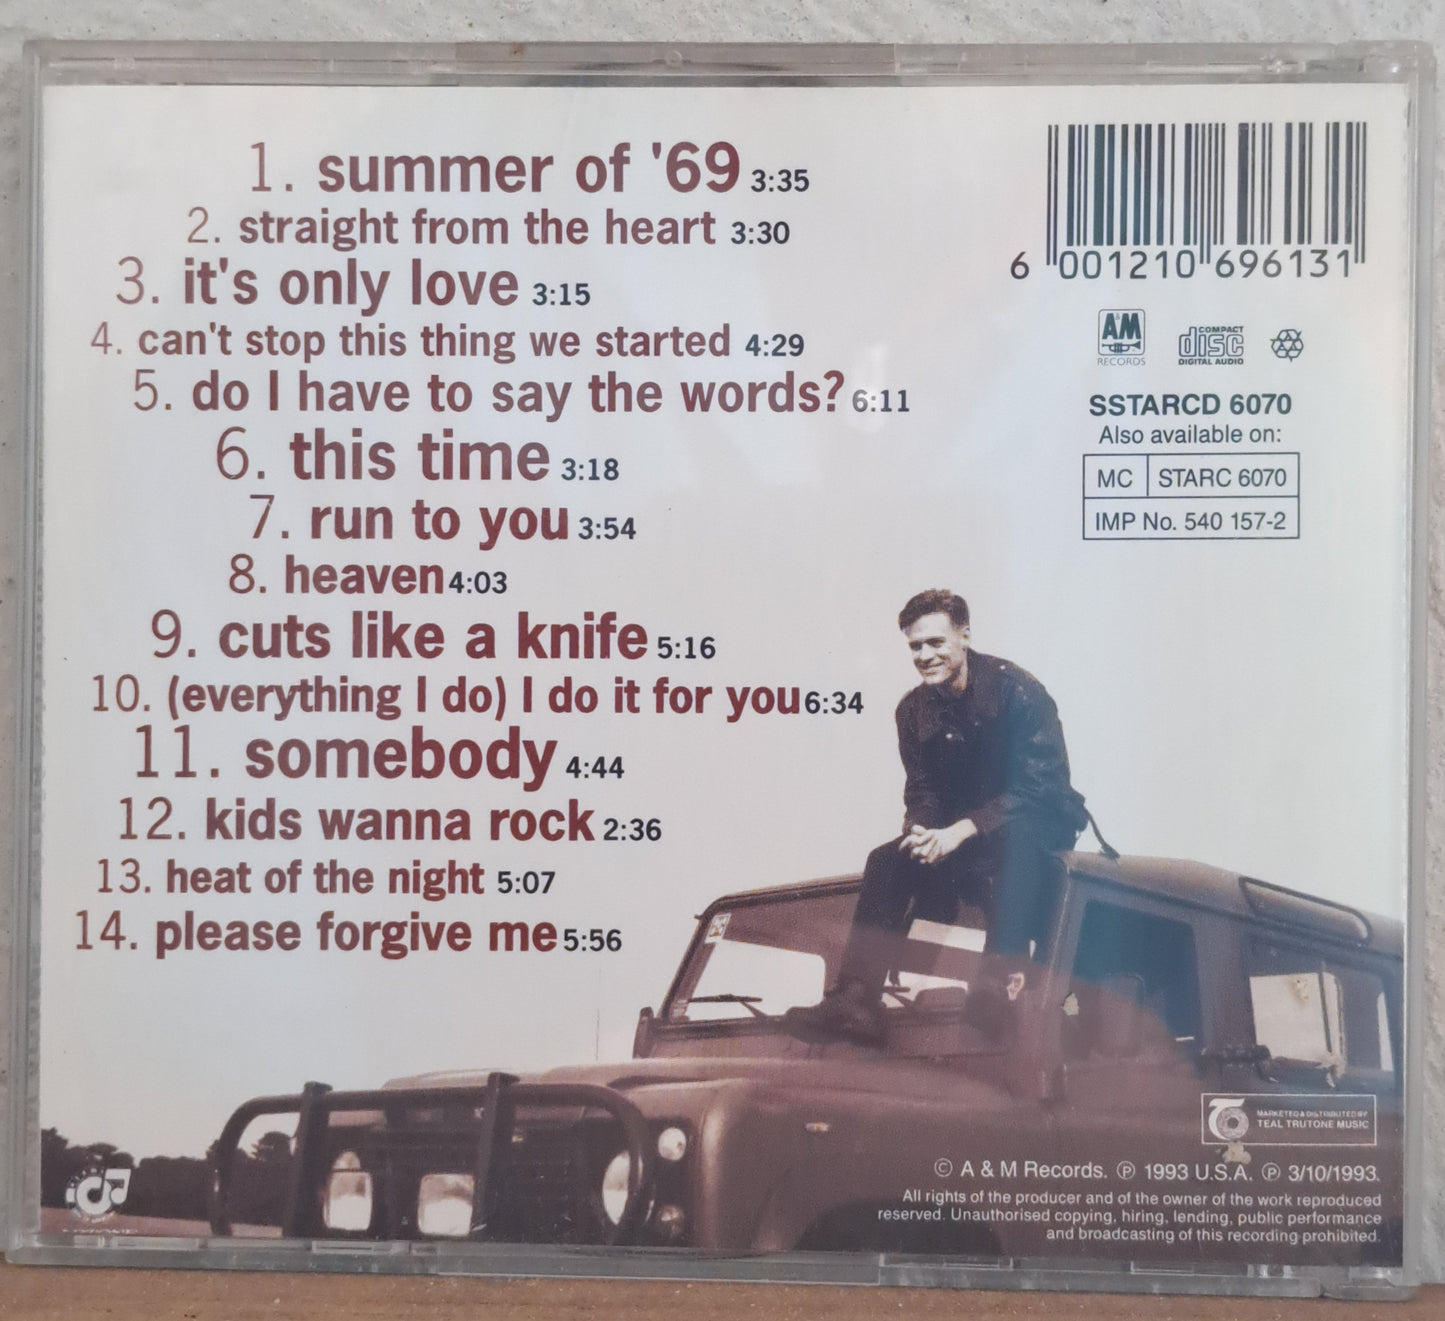 1. summer of '69 3:35
2. straight from the heart 3:30
3. it's only love 3:15
4. can't stop this thing we started 4:29
5. do I have to say the words? 6:11
6. this time 3:18
7. run to you 3:54
8. heaven 4:03
9. cuts like a knife 5:16
10. (everything I do) I do it for you 6:34
11. somebody 4:44
12. kids wanna rock 2:36
13. heat of the night 5:07
14. please forgive me 5:56
6 001210 696131
A&M
RECORDS
COMPACT
disc
DIGITAL AUDIO
SSTARCD 6070
Also available on:
MC STARC 6070
IMP No. 540 157-2
MARKETED & DISTRIBUTED BY
TEAL TRUTONE MUSIC
© A & M Records. ℗ 1993 U.S.A. ℗ 3/10/1993.
All rights of the producer and of the owner of the work reproduced
reserved. Unauthorised copying, hiring, lending, public performance
and broadcasting of this recording prohibited.